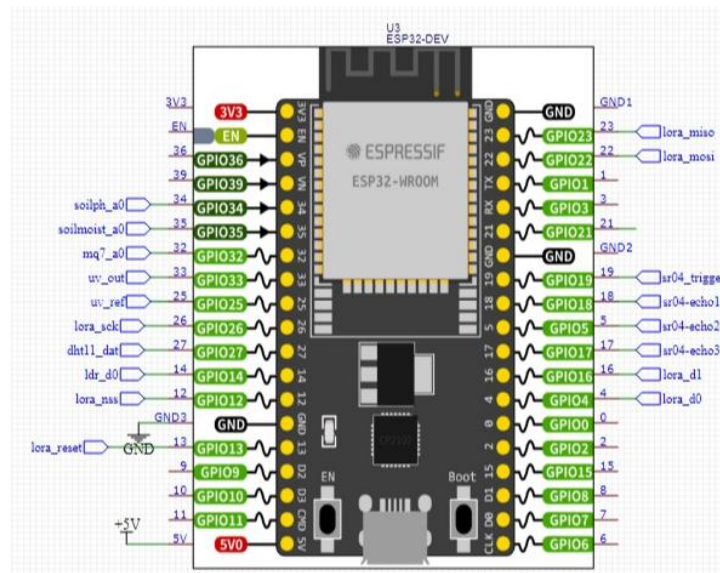 U3
ESP32-DEV
3V3 3V3 3V3 GND GND GND1
EN EN EN 23 GPIO23 23 lora_miso
36 GPIO36 VP 22 GPIO22 22 lora_mosi
39 GPIO39 VN TX GPIO1 1
soilph_a0 34 GPIO34 34 RX GPIO3 3
soilmoist_a0 35 GPIO35 35 21 GPIO21 21
mq7_a0 32 GPIO32 32 GND GND GND2
uv_out 33 GPIO33 33 19 GPIO19 19 sr04_trigge
uv_ref 25 GPIO25 25 18 GPIO18 18 sr04-echo1
lora_sck 26 GPIO26 26 5 GPIO5 5 sr04-echo2
dht11_dat 27 GPIO27 27 17 GPIO17 17 sr04-echo3
ldr_d0 14 GPIO14 14 16 GPIO16 16 lora_d1
lora_nss 12 GPIO12 12 4 GPIO4 4 lora_d0
GND3 GND GND 0 GPIO0 0
lora_reset GND 13 GPIO13 13 2 GPIO2 2
9 GPIO9 D2 15 GPIO15 15
10 GPIO10 D3 D1 GPIO8 8
+5V 11 GPIO11 CMD D0 GPIO7 7
5V 5V0 5V CLK GPIO6 6
ESPRESSIF
ESP32-WROOM
CP2102
EN
Boot